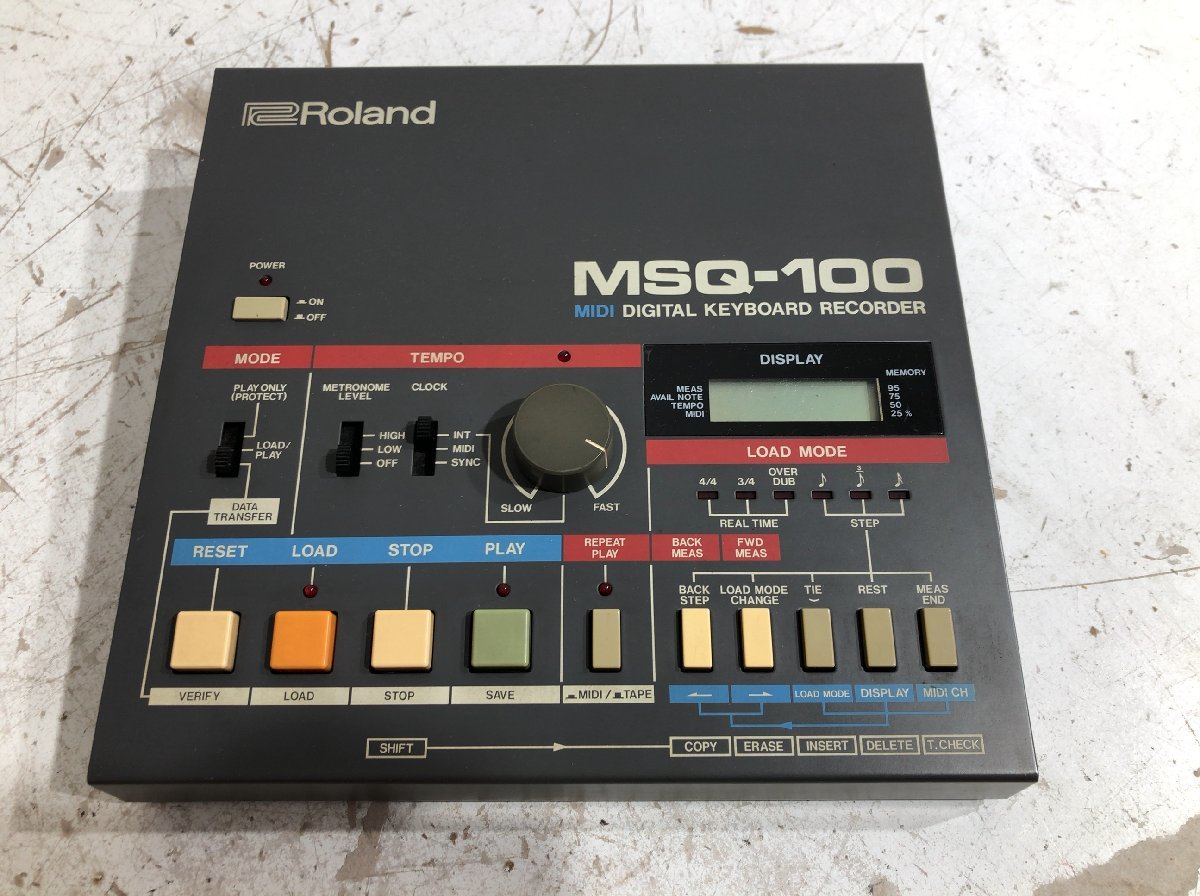 Roland
POWER
ON
OFF
MSQ-100
MIDI DIGITAL KEYBOARD RECORDER
MODE
TEMPO
DISPLAY
MEMORY
MEAS
AVAIL NOTE
TEMPO
MIDI
95
75
50
25 %
PLAY ONLY
(PROTECT)
LOAD/
PLAY
DATA
TRANSFER
METRONOME
LEVEL
HIGH
LOW
OFF
CLOCK
INT
MIDI
SYNC
SLOW
FAST
LOAD MODE
4/4
3/4
OVER
DUB
3
REAL TIME
STEP
RESET
LOAD
STOP
PLAY
REPEAT
PLAY
BACK
MEAS
FWD
MEAS
BACK
STEP
LOAD MODE
CHANGE
TIE
REST
MEAS
END
VERIFY
LOAD
STOP
SAVE
MIDI / TAPE
LOAD MODE
DISPLAY
MIDI CH
SHIFT
COPY
ERASE
INSERT
DELETE
T.CHECK